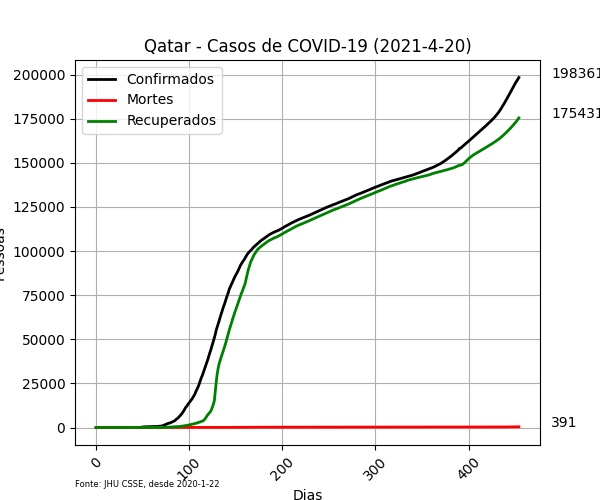 Qatar - Casos de COVID-19 (2021-4-20)
Confirmados
Mortes
Recuperados
200000
175000
150000
125000
100000
75000
50000
25000
0
198361
175431
391
0
100
200
300
400
Dias
Fonte: JHU CSSE, desde 2020-1-22